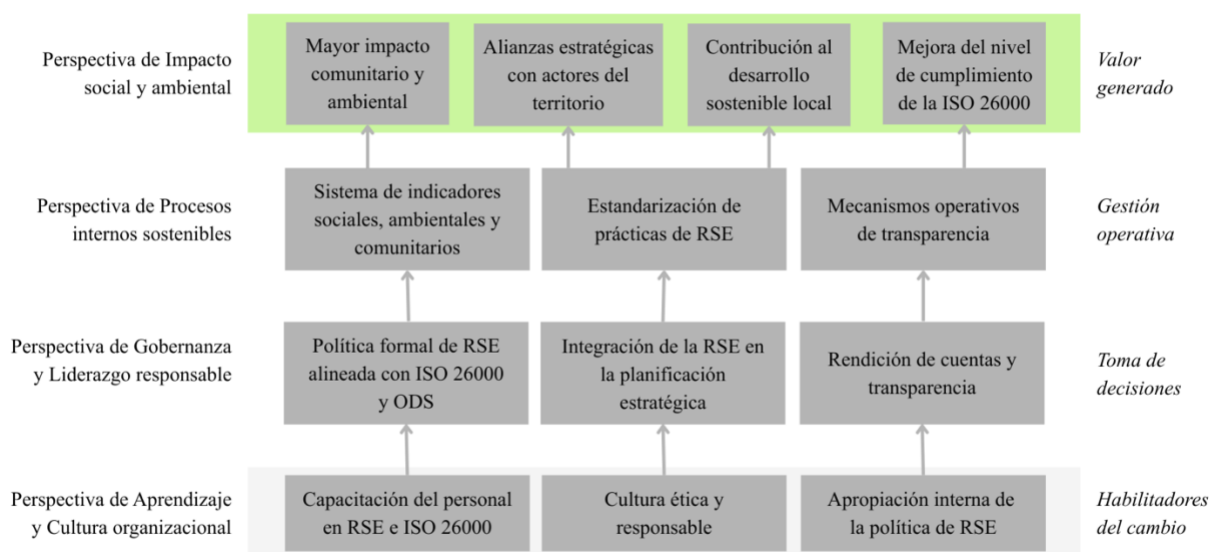 Perspectiva de Impacto
social y ambiental
Mayor impacto
comunitario y
ambiental
Alianzas estratégicas
con actores del
territorio
Contribución al
desarrollo
sostenible local
Mejora del nivel
de cumplimiento
de la ISO 26000
Valor
generado
Perspectiva de Procesos
internos sostenibles
Sistema de indicadores
sociales, ambientales y
comunitarios
Estandarización de
prácticas de RSE
Mecanismos operativos
de transparencia
Gestión
operativa
Perspectiva de Gobernanza
y Liderazgo responsable
Política formal de RSE
alineada con ISO 26000
y ODS
Integración de la RSE en
la planificación
estratégica
Rendición de cuentas y
transparencia
Toma de
decisiones
Perspectiva de Aprendizaje
y Cultura organizacional
Capacitación del personal
en RSE e ISO 26000
Cultura ética y
responsable
Apropiación interna de
la política de RSE
Habilitadores
del cambio